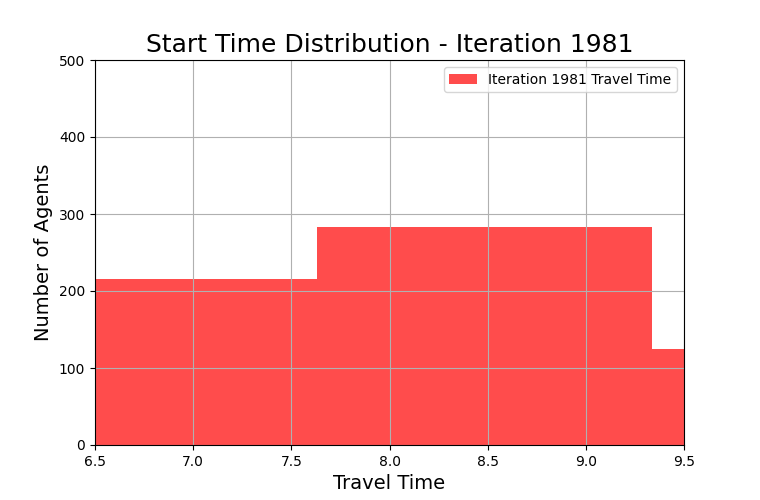 Start Time Distribution - Iteration 1981
Iteration 1981 Travel Time
Number of Agents
500
400
300
200
100
0
6.5 7.0 7.5 8.0 8.5 9.0 9.5
Travel Time